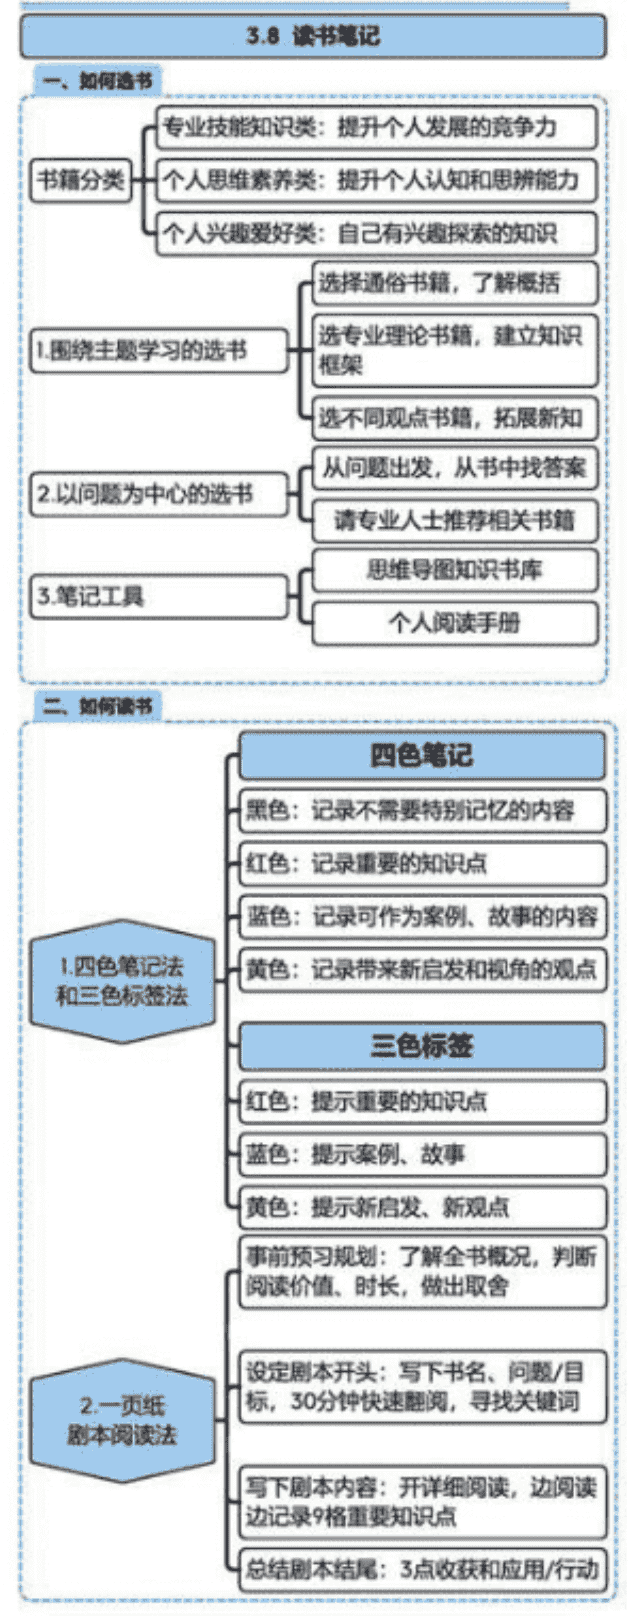 3.8 读书笔记
一、如何选书
书籍分类
专业技能知识类：提升个人发展的竞争力
个人思维素养类：提升个人认知和思辨能力
个人兴趣爱好类：自己有兴趣探索的知识
1.围绕主题学习的选书
选择通俗书籍，了解概括
选专业理论书籍，建立知识
框架
选不同观点书籍，拓展新知
2.以问题为中心的选书
从问题出发，从书中找答案
请专业人士推荐相关书籍
3.笔记工具
思维导图知识书库
个人阅读手册
二、如何读书
1.四色笔记法
和三色标签法
四色笔记
黑色：记录不需要特别记忆的内容
红色：记录重要的知识点
蓝色：记录可作为案例、故事的内容
黄色：记录带来新启发和视角的观点
三色标签
红色：提示重要的知识点
蓝色：提示案例、故事
黄色：提示新启发、新观点
2.一页纸
剧本阅读法
事前预习规划：了解全书概况，判断
阅读价值、时长，做出取舍
设定剧本开头：写下书名、问题/目
标，30分钟快速翻阅，寻找关键词
写下剧本内容：开详细阅读，边阅读
边记录9格重要知识点
总结剧本结尾：3点收获和应用/行动